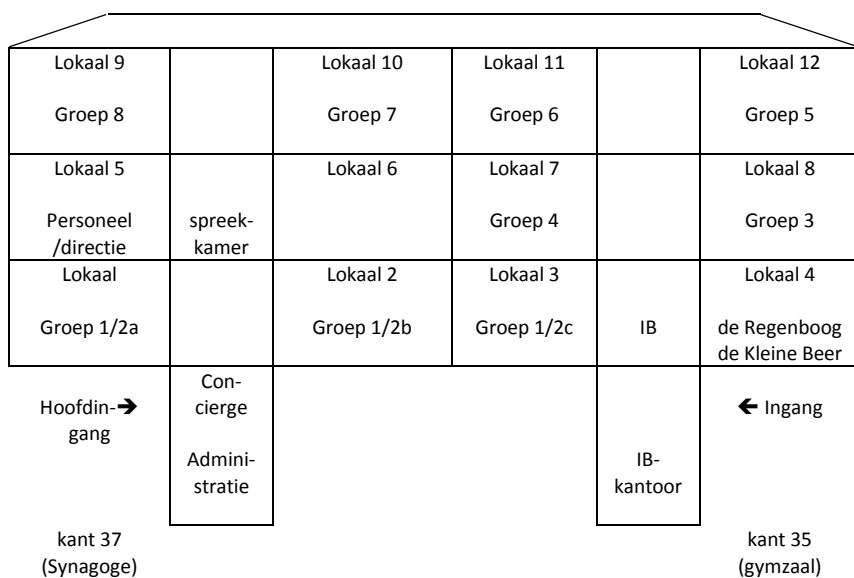 Lokaal 9
Lokaal 10
Lokaal 11
Lokaal 12
Groep 8
Groep 7
Groep 6
Groep 5
Lokaal 5
Lokaal 6
Lokaal 7
Lokaal 8
Personeel
/directie
spreek-
kamer
Groep 4
Groep 3
Lokaal
Lokaal 2
Lokaal 3
Lokaal 4
Groep 1/2a
Groep 1/2b
Groep 1/2c
IB
de Regenboog
de Kleine Beer
Hoofdin-➔
gang
Con-
cierge
Admini-
stratie
IB-
kantoor
🡸 Ingang
kant 37
(Synagoge)
kant 35
(gymzaal)